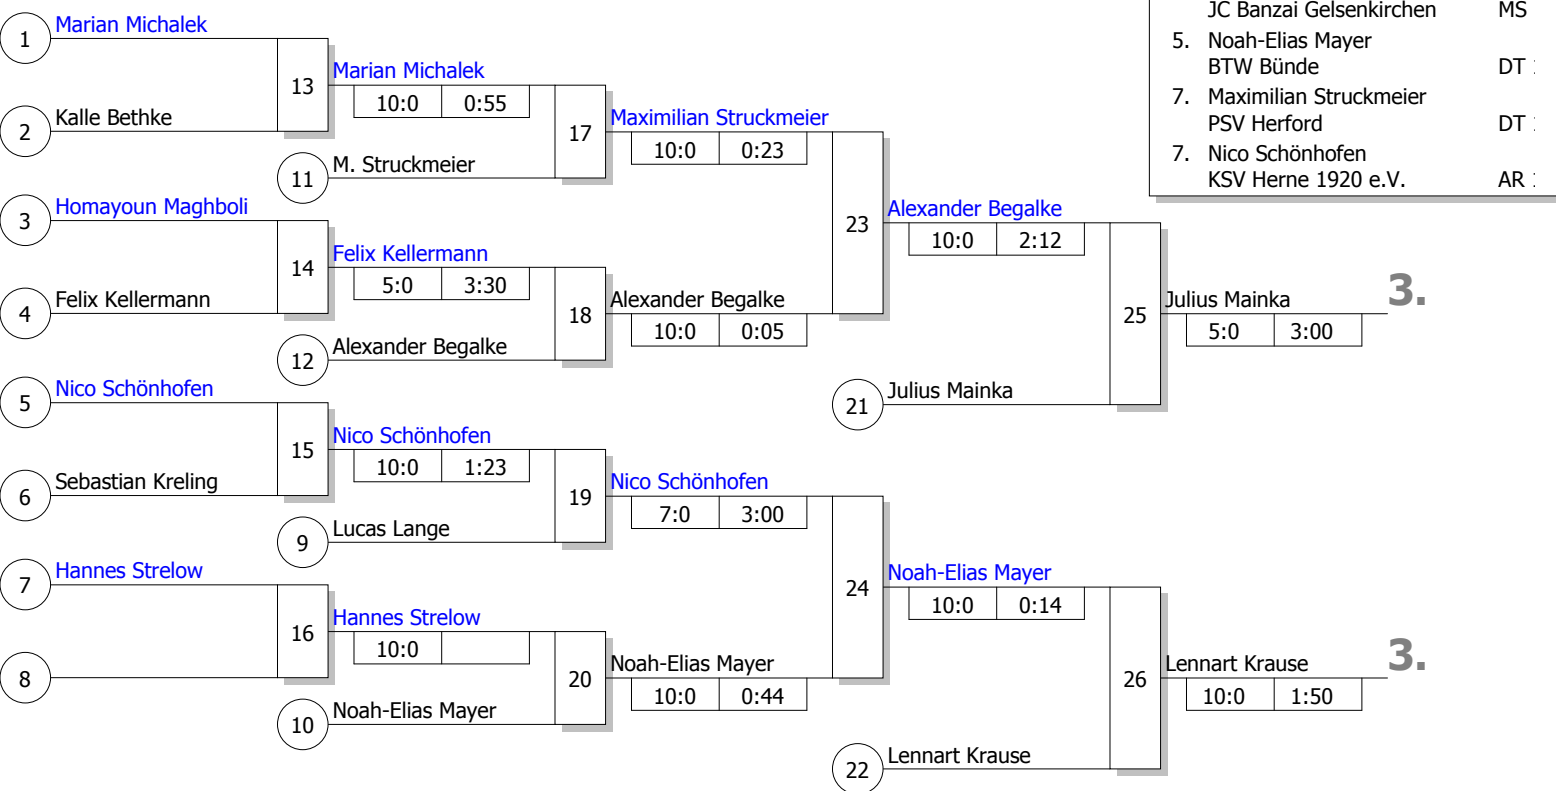 1 Marian Michalek
2 Kalle Bethke
13
Marian Michalek
10:0 0:55
11 M. Struckmeier
17
Maximilian Struckmeier
10:0 0:23
3 Homayoun Maghboli
4 Felix Kellermann
14
Felix Kellermann
5:0 3:30
12 Alexander Begalke
18
Alexander Begalke
10:0 0:05
23
Alexander Begalke
10:0 2:12
21 Julius Mainka
25
Julius Mainka 3.
5:0 3:00
5 Nico Schönhofen
6 Sebastian Kreling
15
Nico Schönhofen
10:0 1:23
9 Lucas Lange
19
Nico Schönhofen
7:0 3:00
7 Hannes Strelow
8
16
Hannes Strelow
10:0
10 Noah-Elias Mayer
20
Noah-Elias Mayer
10:0 0:44
24
Noah-Elias Mayer
10:0 0:14
22 Lennart Krause
26
Lennart Krause 3.
10:0 1:50
JC Banzai Gelsenkirchen MS
5. Noah-Elias Mayer
BTW Bünde DT
7. Maximilian Struckmeier
PSV Herford DT
7. Nico Schönhofen
KSV Herne 1920 e.V. AR